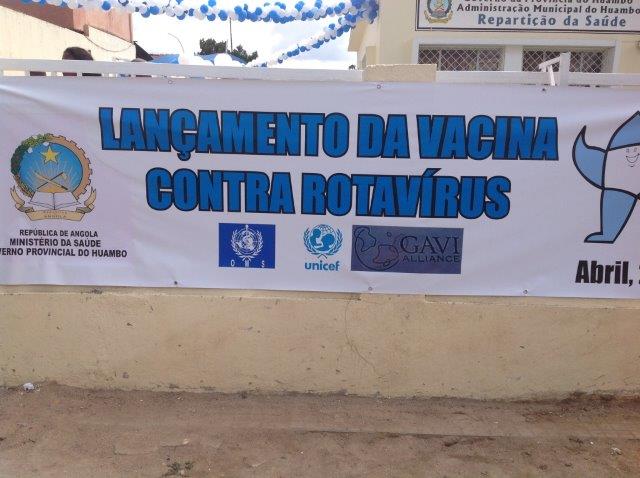 Administração Municipal do Huambo
Repartição da Saúde
LANÇAMENTO DA VACINA
CONTRA ROTAVÍRUS
REPÚBLICA DE ANGOLA
MINISTÉRIO DA SAÚDE
VERNO PROVINCIAL DO HUAMBO
OMS
unicef
GAVI
ALLIANCE
Abril,